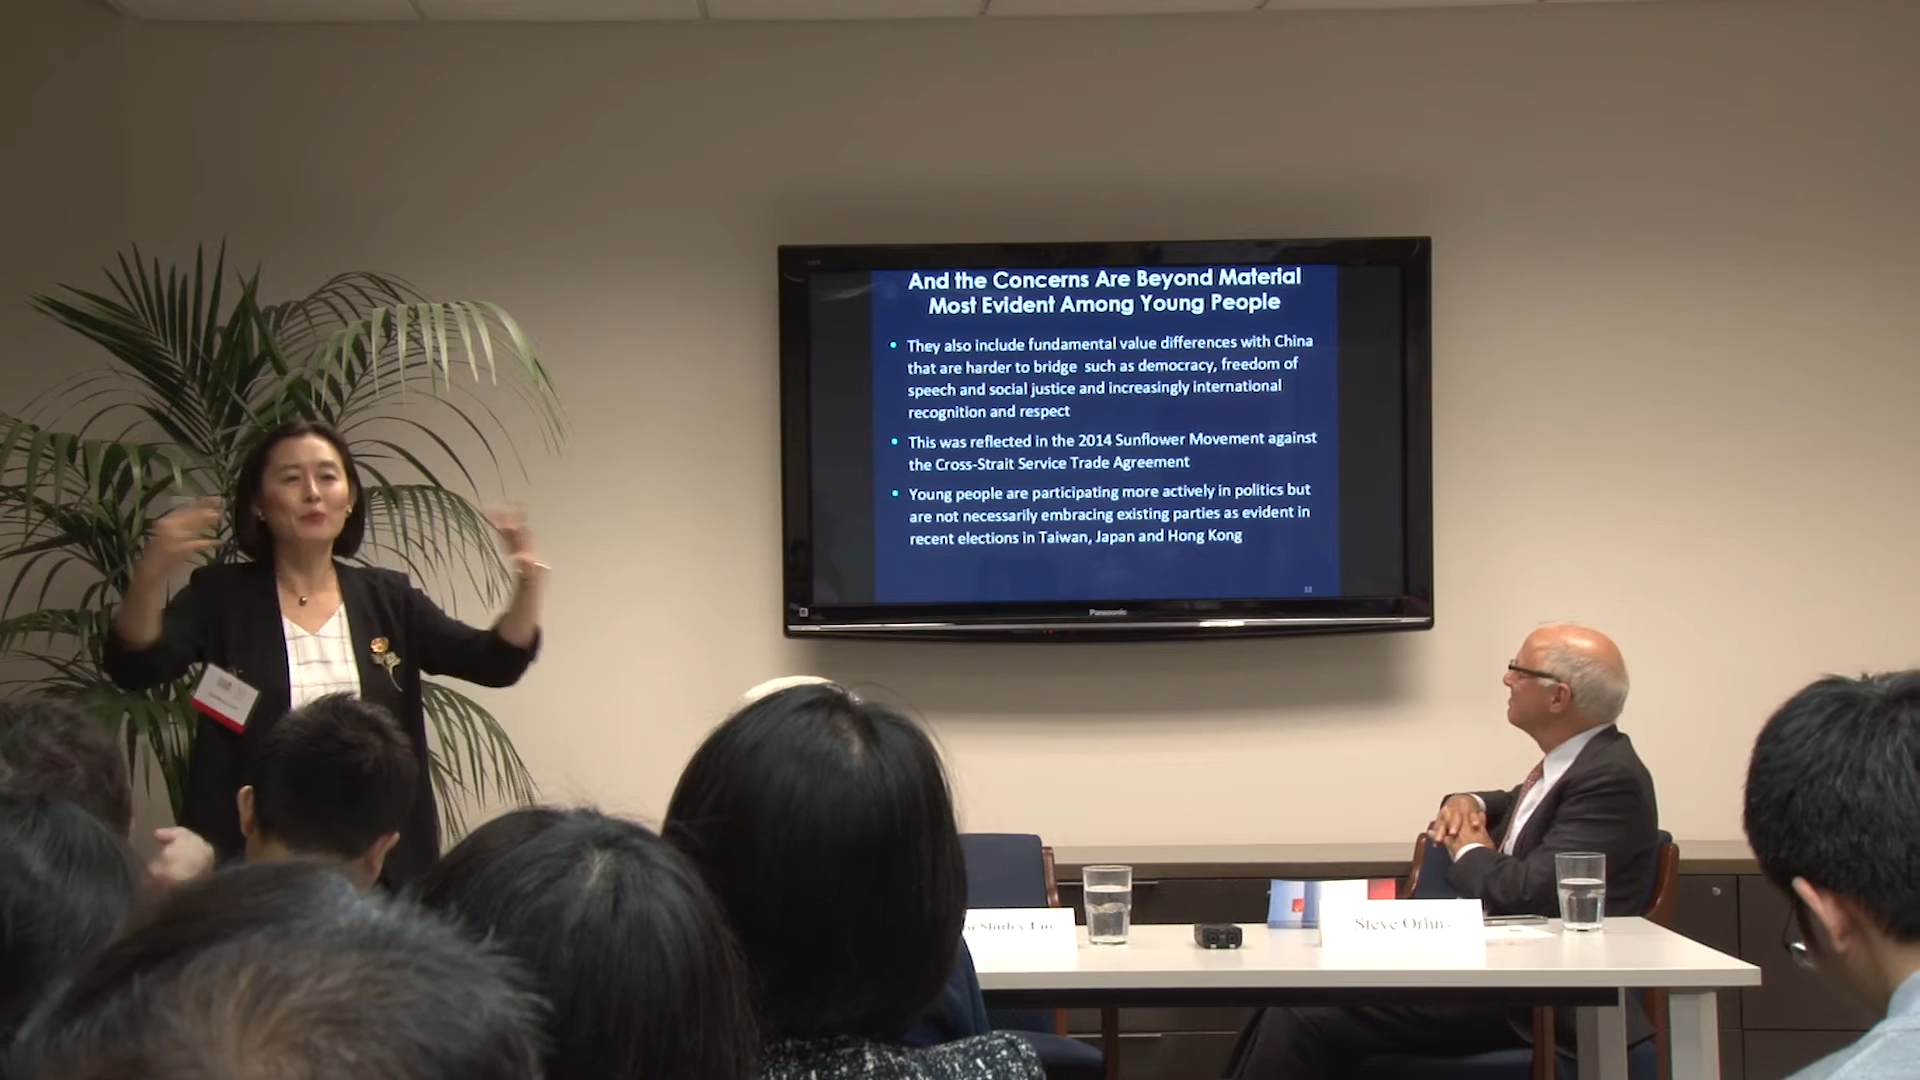 And the Concerns Are Beyond Material
Most Evident Among Young People
• They also include fundamental value differences with China
that are harder to bridge such as democracy, freedom of
speech and social justice and increasingly international
recognition and respect
• This was reflected in the 2014 Sunflower Movement against
the Cross-Strait Service Trade Agreement
• Young people are participating more actively in politics but
are not necessarily embracing existing parties as evident in
recent elections in Taiwan, Japan and Hong Kong
Panasonic
Shirley Lin
Steve Orlins